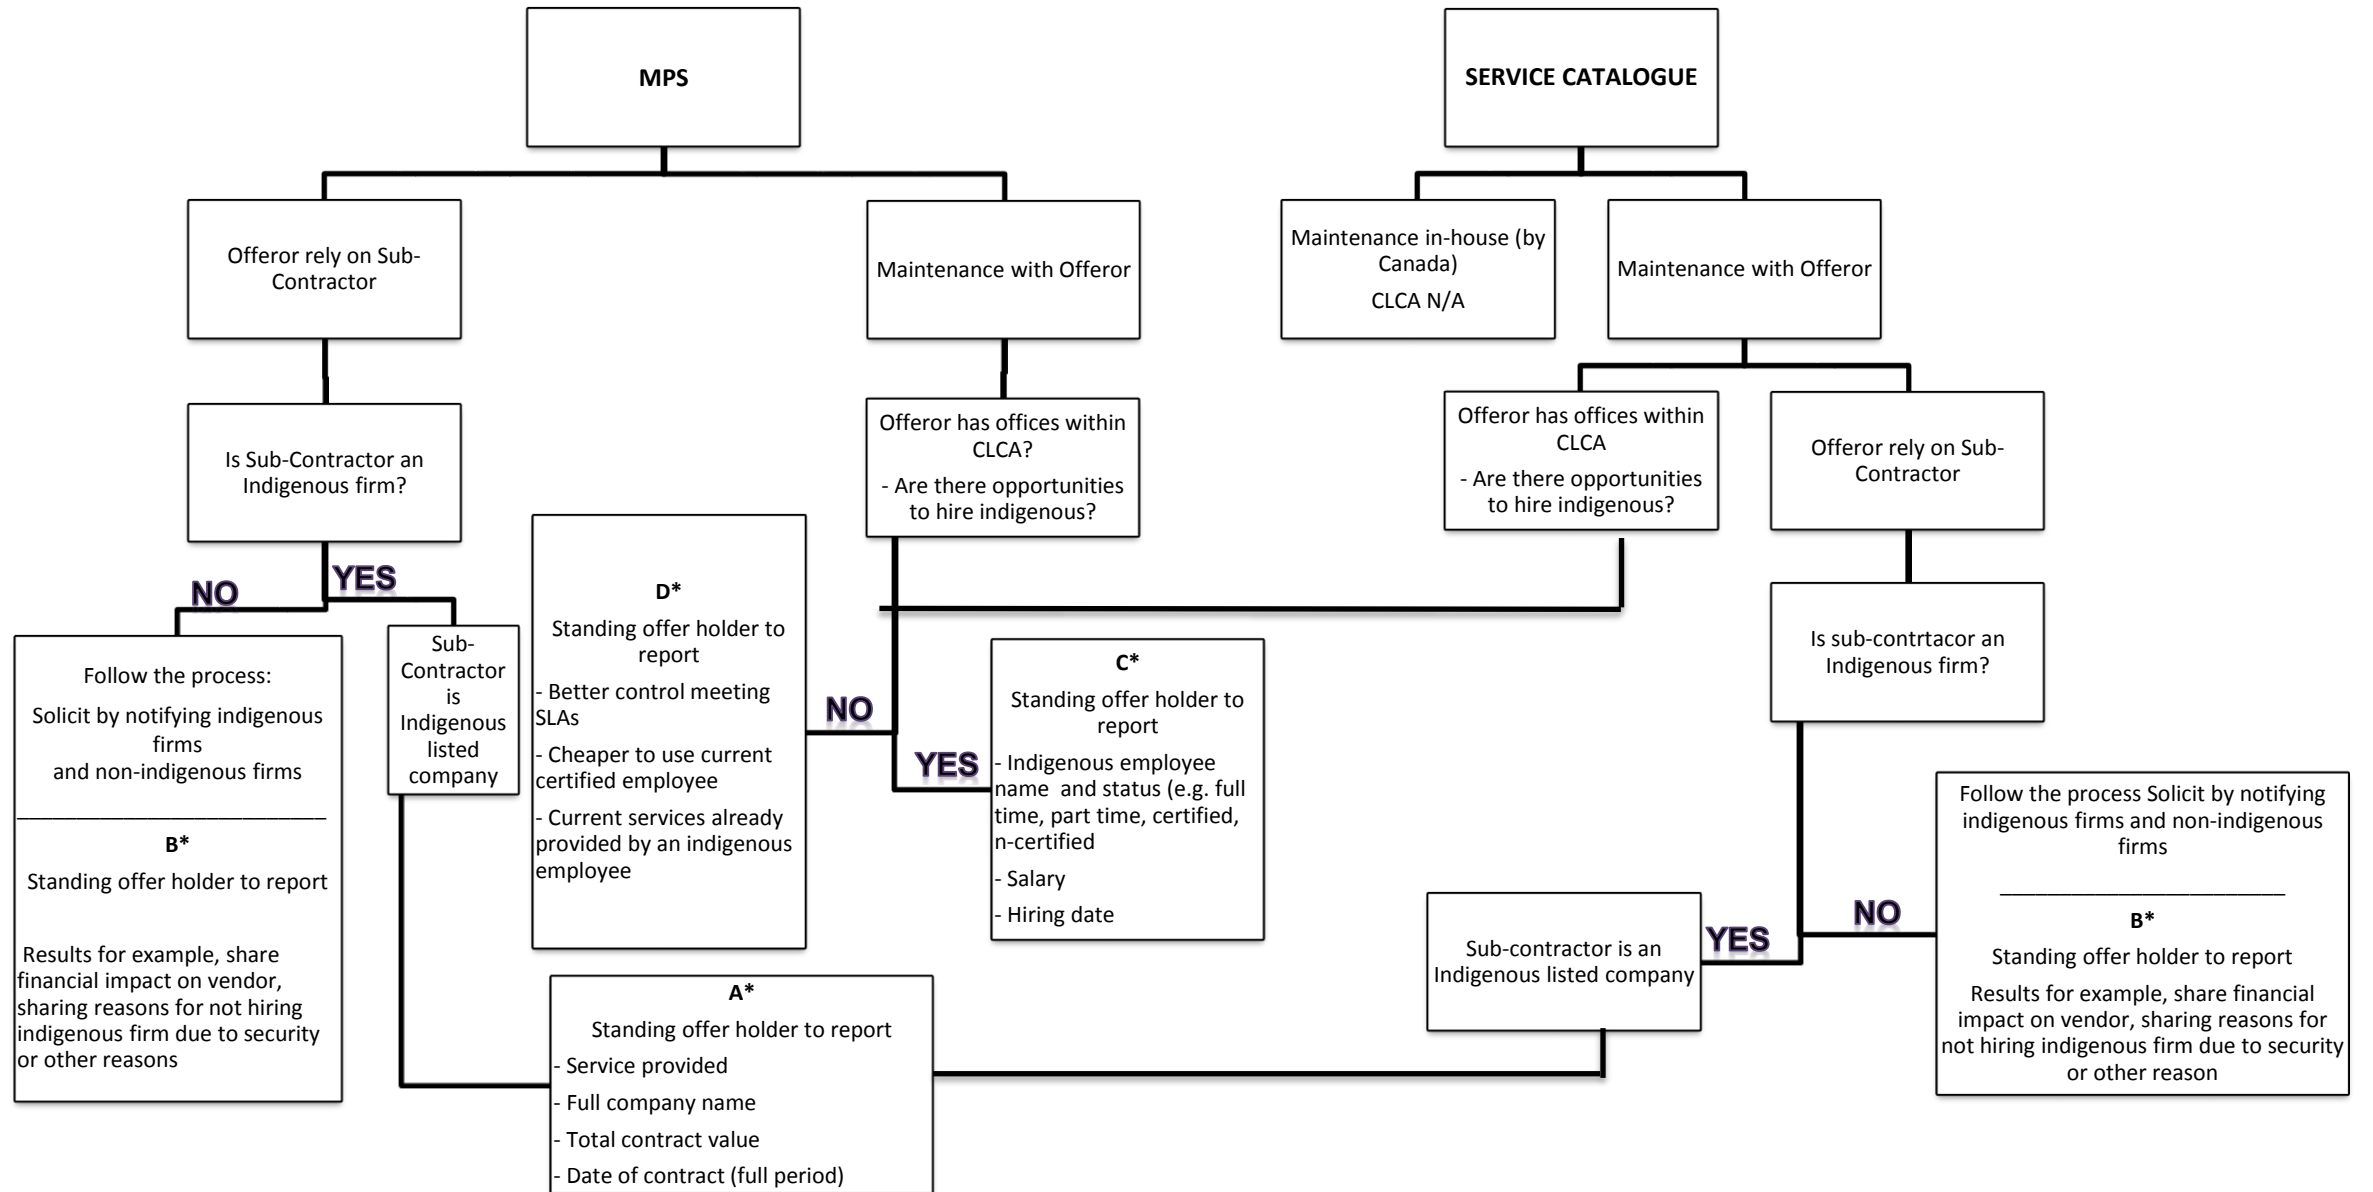 MPS
SERVICE CATALOGUE
Offeror rely on Sub-
Contractor
Maintenance with Offeror
Maintenance in-house (by
Canada)
CLCA N/A
Maintenance with Offeror
Is Sub-Contractor an
Indigenous firm?
Offeror has offices within
CLCA?
- Are there opportunities
to hire indigenous?
Offeror has offices within
CLCA
- Are there opportunities
to hire indigenous?
Offeror rely on Sub-
Contractor
NO
YES
Follow the process:
Solicit by notifying indigenous
firms
and non-indigenous firms
B*
Standing offer holder to report
Results for example, share
financial impact on vendor,
sharing reasons for not hiring
indigenous firm due to security
or other reasons
Sub-
Contractor
is
Indigenous
listed
company
D*
Standing offer holder to
report
- Better control meeting
SLAs
- Cheaper to use current
certified employee
- Current services already
provided by an indigenous
employee
NO
YES
C*
Standing offer holder to
report
- Indigenous employee
name  and status (e.g. full
time, part time, certified,
n-certified
- Salary
- Hiring date
Is sub-contrtacor an
Indigenous firm?
YES
NO
Sub-contractor is an
Indigenous listed company
Follow the process Solicit by notifying
indigenous firms and non-indigenous
firms
B*
Standing offer holder to report
Results for example, share financial
impact on vendor, sharing reasons for
not hiring indigenous firm due to security
or other reason
A*
Standing offer holder to report
- Service provided
- Full company name
- Total contract value
- Date of contract (full period)